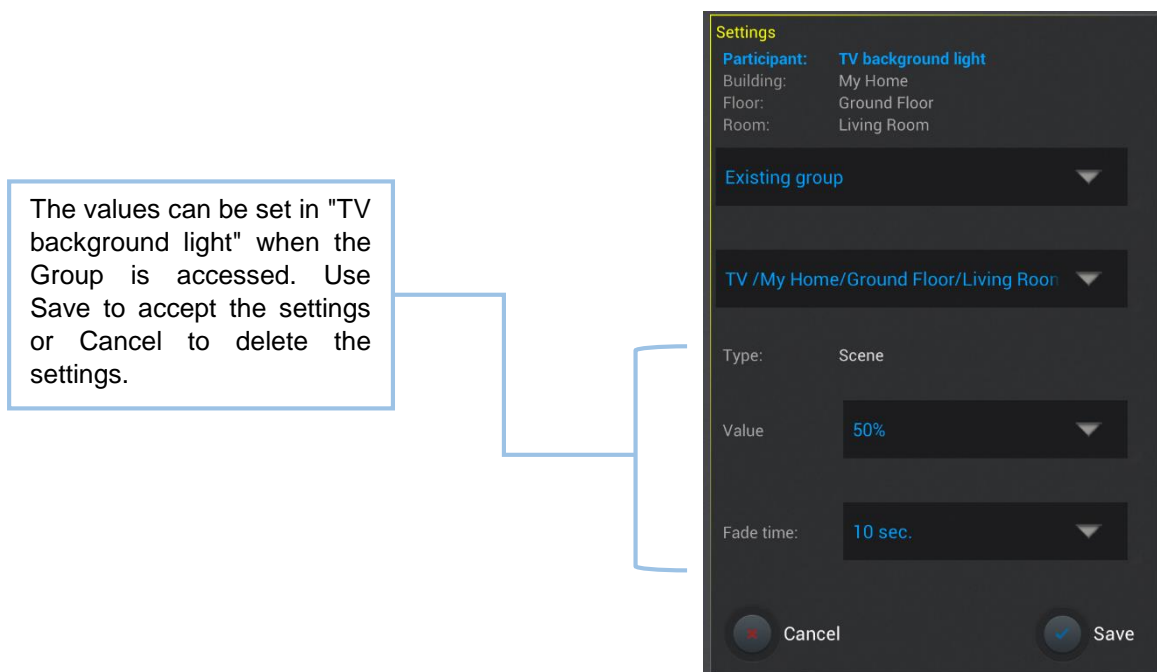 The values can be set in "TV
background light" when the
Group is accessed. Use
Save to accept the settings
or Cancel to delete the
settings.
Settings
Participant: TV background light
Building: My Home
Floor: Ground Floor
Room: Living Room
Existing group
TV /My Home/Ground Floor/Living Roon
Type: Scene
Value 50%
Fade time: 10 sec.
Cancel Save